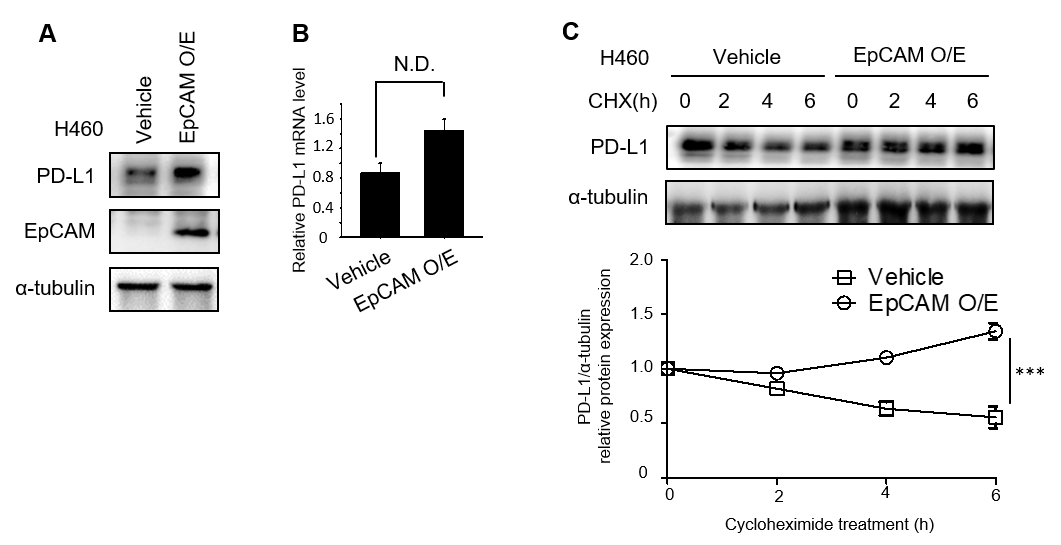 A
Vehicle
EpCAM O/E
H460
PD-L1
EpCAM
α-tubulin
B
N.D.
Relative PD-L1 mRNA level
1.6
1.2
0.8
0.4
0
Vehicle
EpCAM O/E
C
H460 Vehicle EpCAM O/E
CHX(h) 0 2 4 6 0 2 4 6
PD-L1
α-tubulin
PD-L1/α-tubulin
relative protein expression
2.0
1.5
1.0
0.5
0
Vehicle
EpCAM O/E
***
0 2 4 6
Cycloheximide treatment (h)